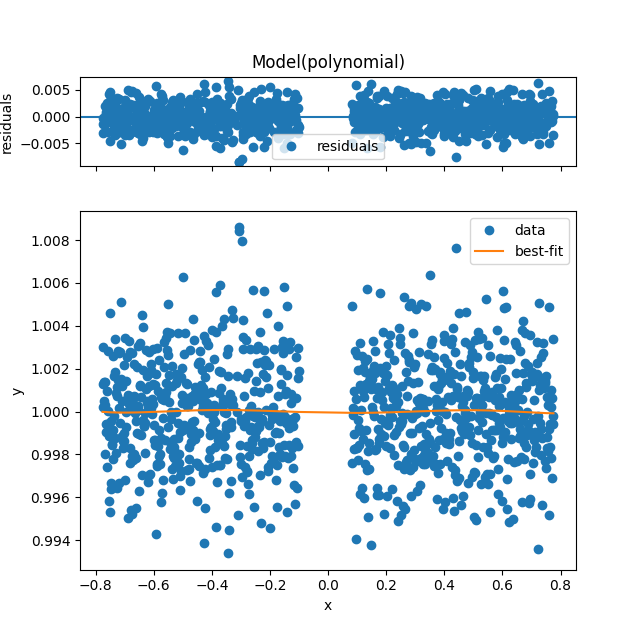 Model(polynomial)
0.005
0.000
−0.005
residuals
residuals
1.008
1.006
1.004
1.002
1.000
0.998
0.996
0.994
y
data
best-fit
−0.8 −0.6 −0.4 −0.2 0.0 0.2 0.4 0.6 0.8
x